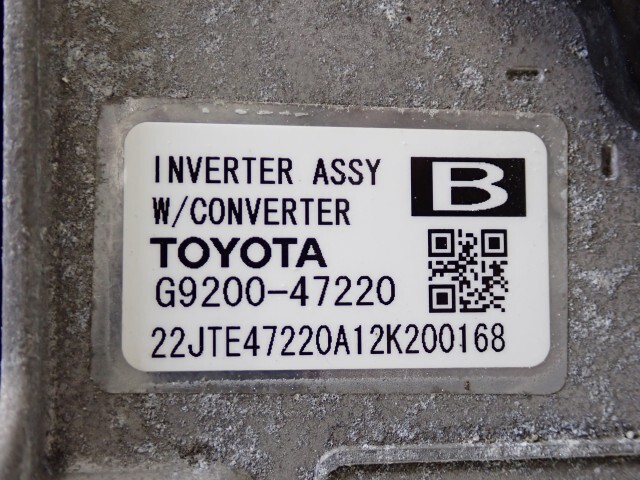 INVERTER ASSY
B
W/CONVERTER
TOYOTA
G9200-47220
22JTE47220A12K200168